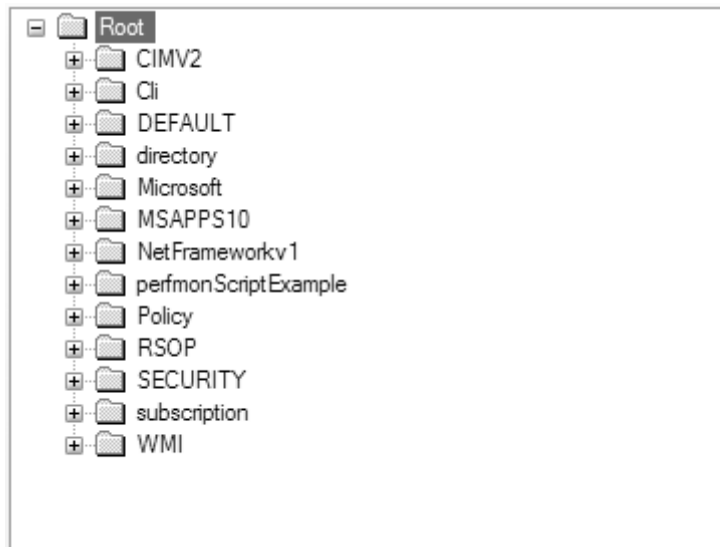 Root
CIMV2
Cli
DEFAULT
directory
Microsoft
MSAPPS10
NetFrameworkv1
perfmonScriptExample
Policy
RSOP
SECURITY
subscription
WMI